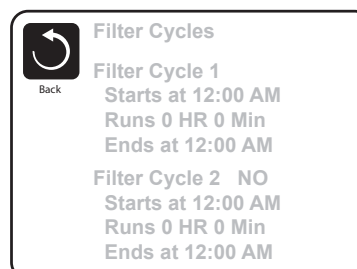 Back
Filter Cycles
Filter Cycle 1
Starts at 12:00 AM
Runs 0 HR 0 Min
Ends at 12:00 AM
Filter Cycle 2 NO
Starts at 12:00 AM
Runs 0 HR 0 Min
Ends at 12:00 AM